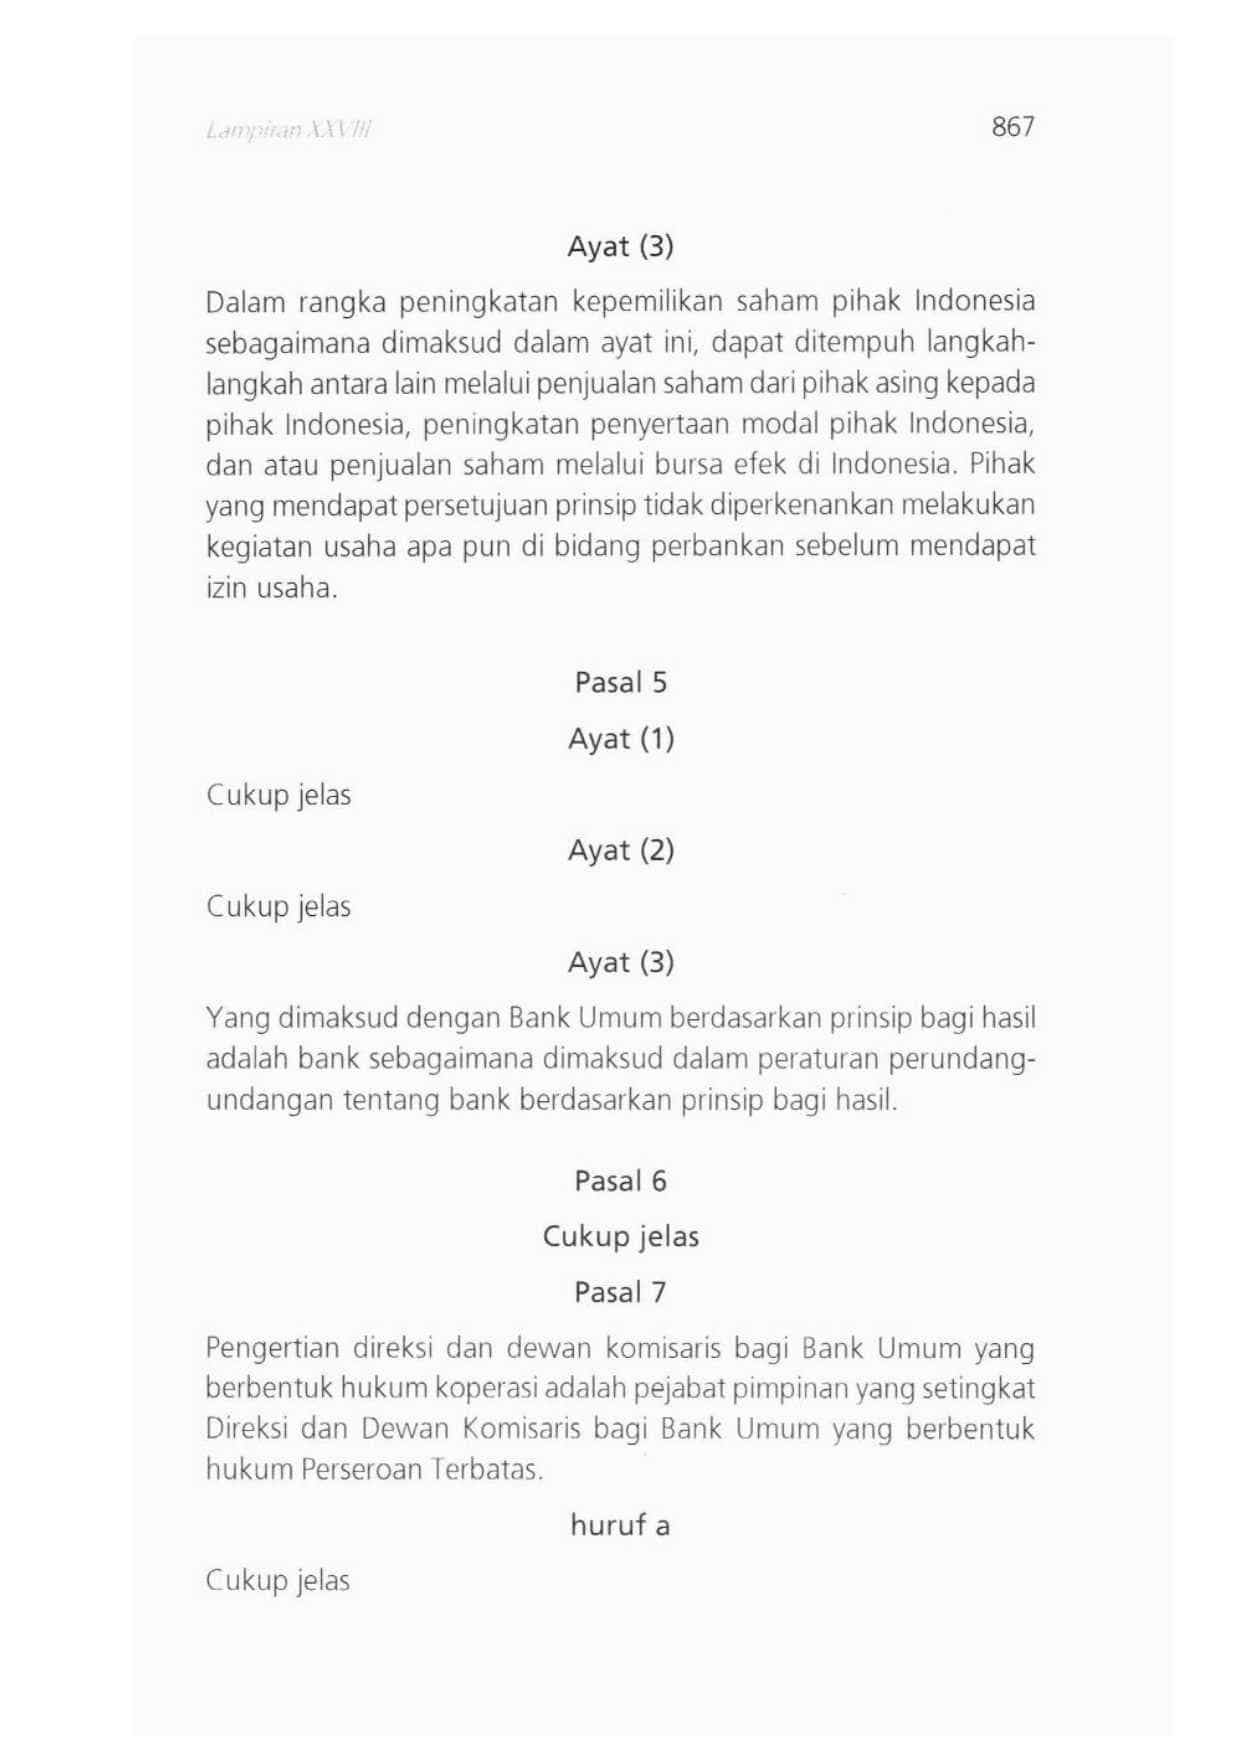 Lampiran XXVIII
867
Ayat (3)
Dalam rangka peningkatan kepemilikan saham pihak Indonesia
sebagaimana dimaksud dalam ayat ini, dapat ditempuh langkah-
langkah antara lain melalui penjualan saham dari pihak asing kepada
pihak Indonesia, peningkatan penyertaan modal pihak Indonesia,
dan atau penjualan saham melalui bursa efek di Indonesia. Pihak
yang mendapat persetujuan prinsip tidak diperkenankan melakukan
kegiatan usaha apa pun di bidang perbankan sebelum mendapat
izin usaha.
Pasal 5
Ayat (1)
Cukup jelas
Ayat (2)
Cukup jelas
Ayat (3)
Yang dimaksud dengan Bank Umum berdasarkan prinsip bagi hasil
adalah bank sebagaimana dimaksud dalam peraturan perundang-
undangan tentang bank berdasarkan prinsip bagi hasil.
Pasal 6
Cukup jelas
Pasal 7
Pengertian direksi dan dewan komisaris bagi Bank Umum yang
berbentuk hukum koperasi adalah pejabat pimpinan yang setingkat
Direksi dan Dewan Komisaris bagi Bank Umum yang berbentuk
hukum Perseroan Terbatas.
huruf a
Cukup jelas